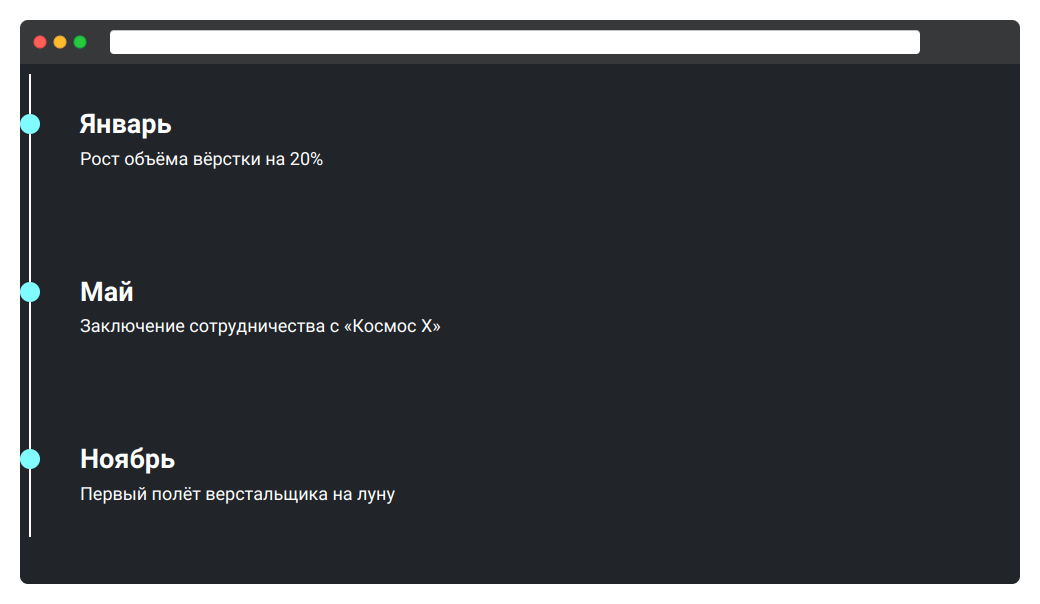 Январь
Рост объёма вёрстки на 20%
Май
Заключение сотрудничества с «Космос Х»
Ноябрь
Первый полёт верстальщика на луну